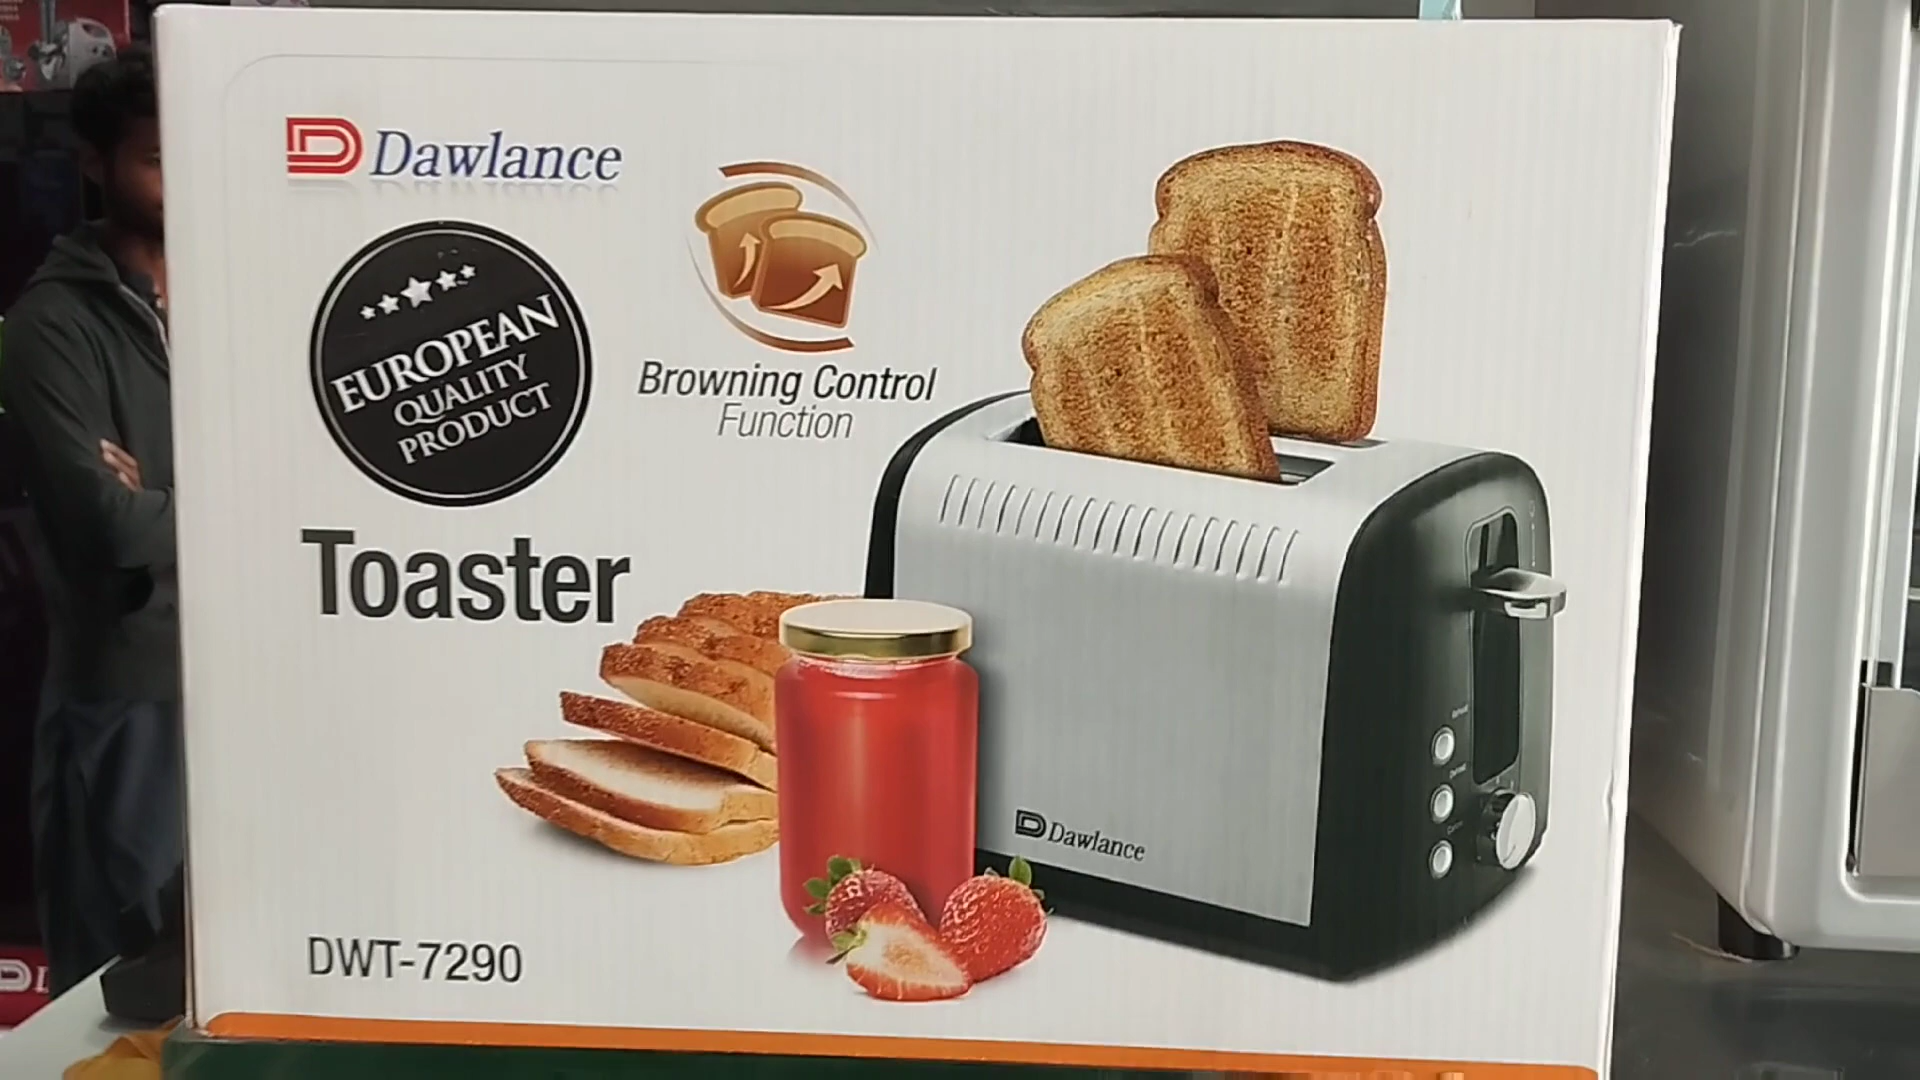 Dawlance
EUROPEAN
QUALITY
PRODUCT
Browning Control
Function
Toaster
Dawlance
DWT-7290